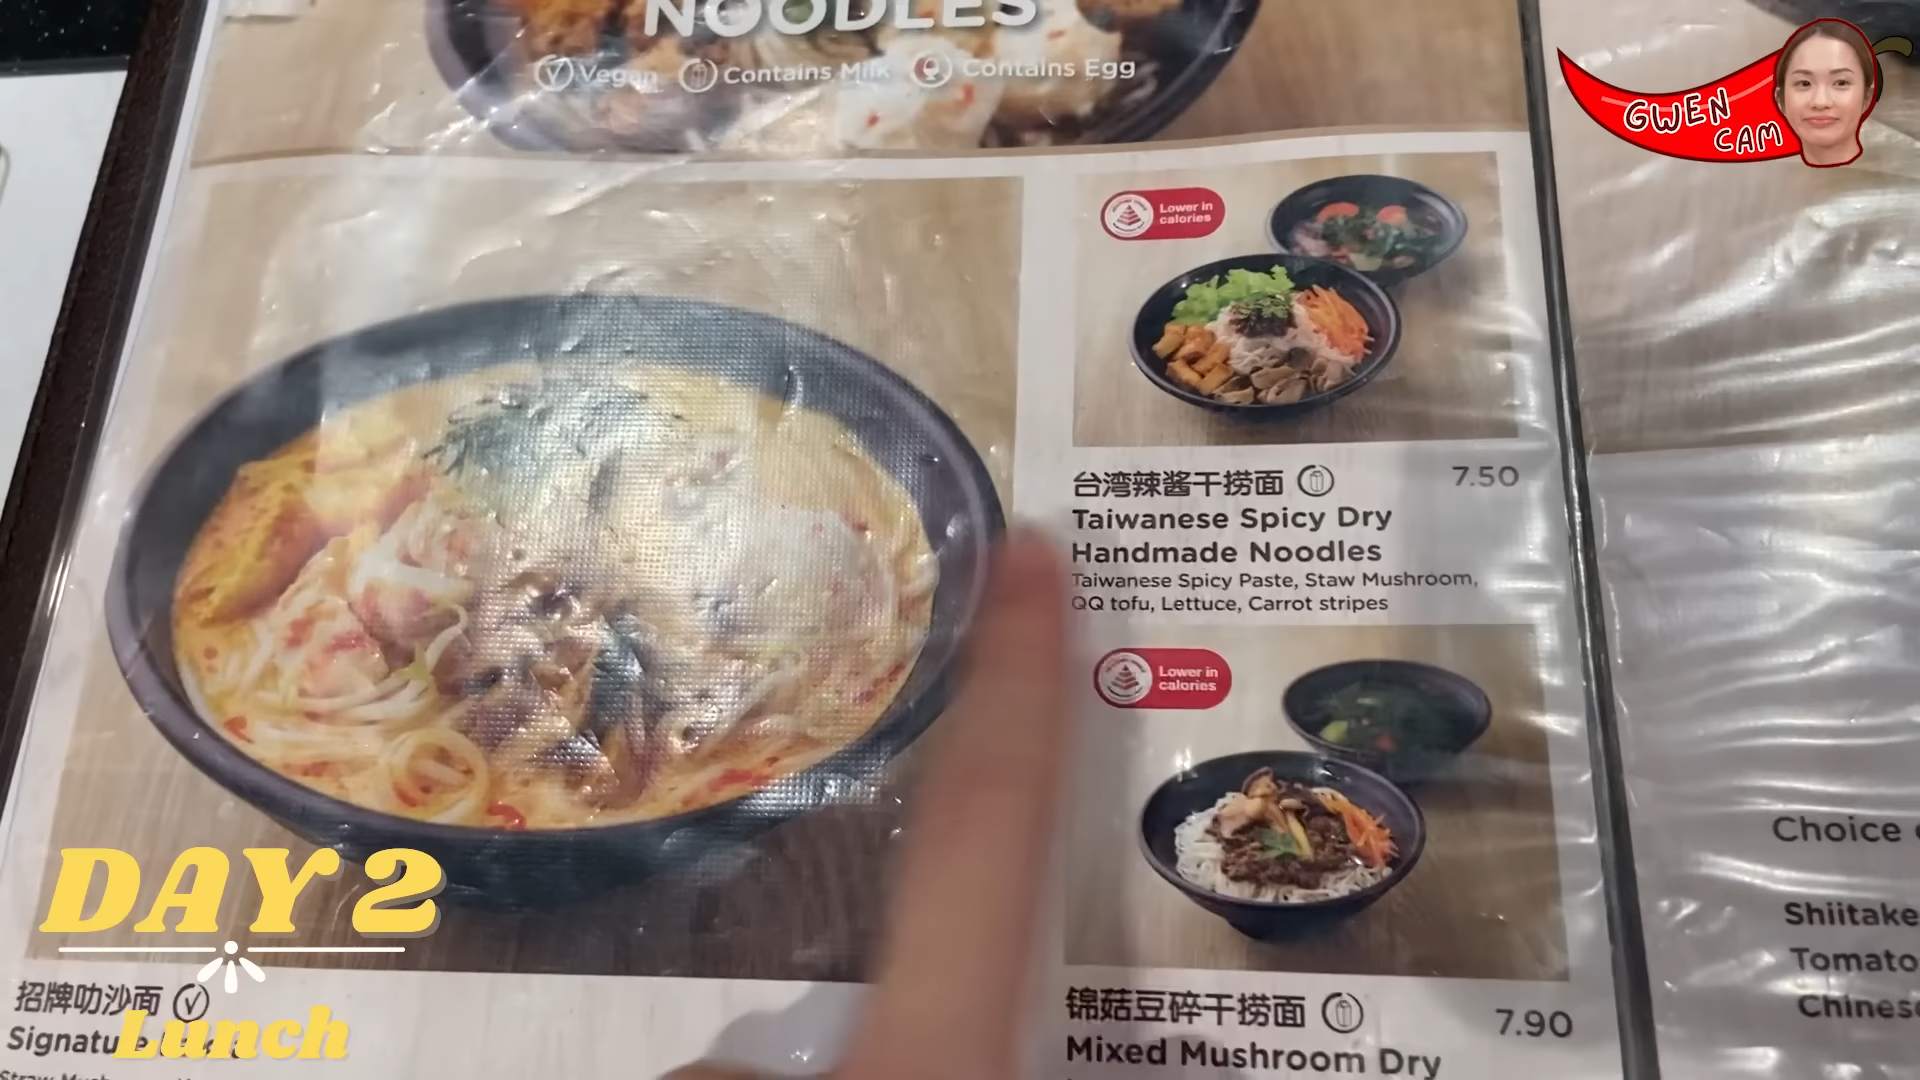 NOODLES
Vegan Contains Milk Contains Egg
GWEN
CAM
Lower in
calories
台湾辣酱干捞面 7.50
Taiwanese Spicy Dry
Handmade Noodles
Taiwanese Spicy Paste, Staw Mushroom,
QQ tofu, Lettuce, Carrot stripes
Lower in
calories
锦菇豆碎干捞面 7.90
Mixed Mushroom Dry
招牌叻沙面
Signature
DAY 2
Lunch
Choice
Shiitake
Tomato
Chinese